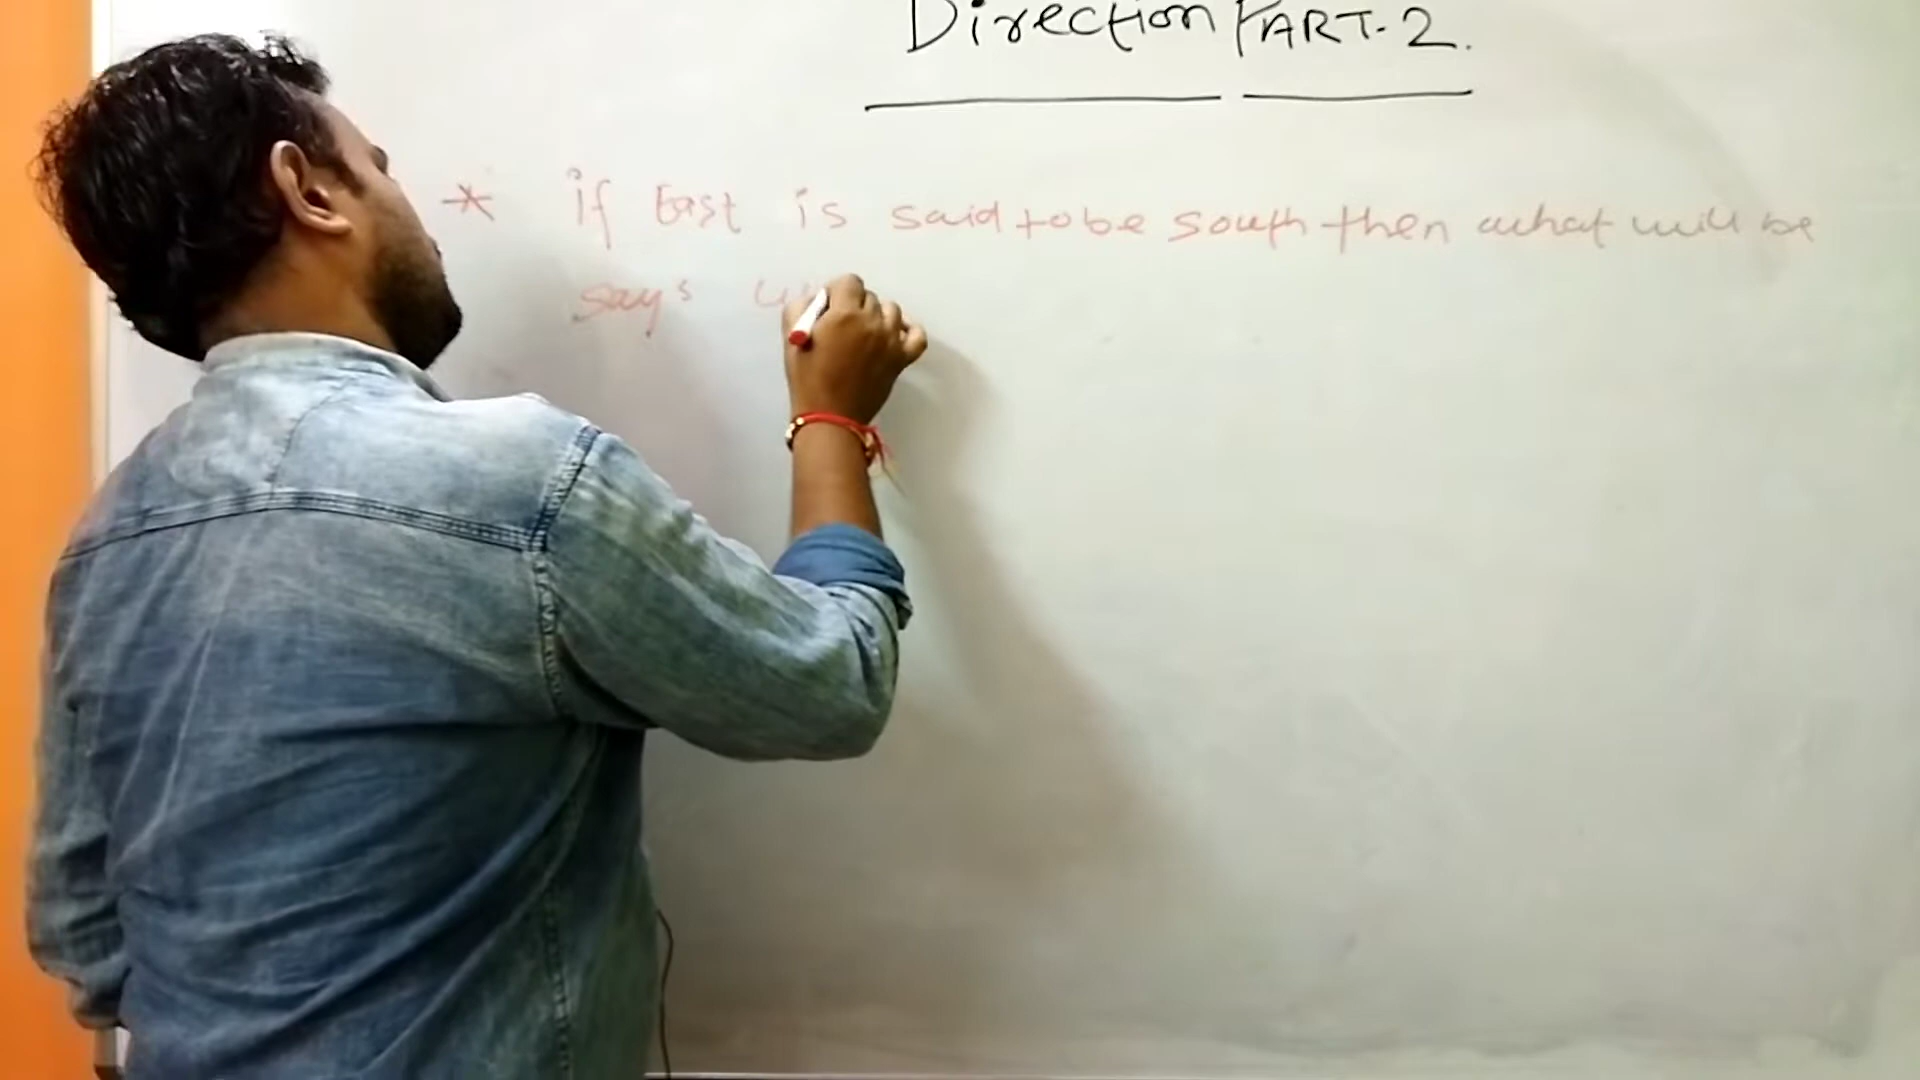 Direction PART-2.
* if East is said to be south then what will be
says